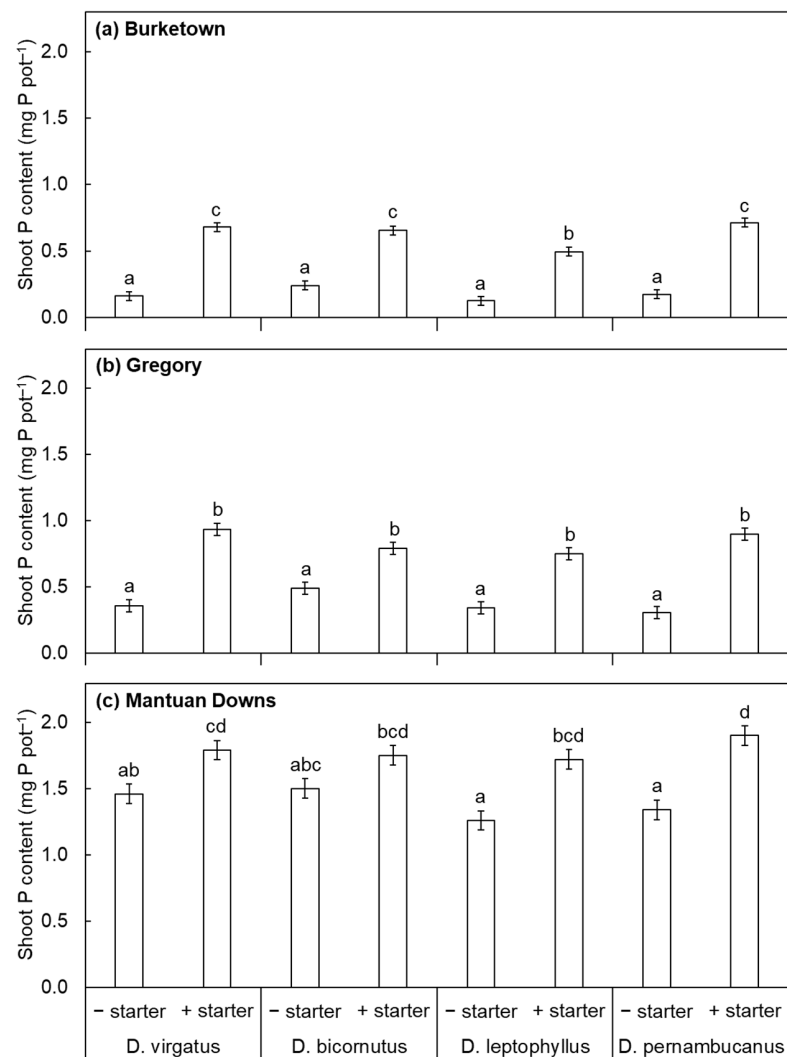 (a) Burketown
Shoot P content (mg P pot⁻¹)
2.0
1.5
1.0
0.5
0.0
a
c
a
c
a
b
a
c
(b) Gregory
Shoot P content (mg P pot⁻¹)
2.0
1.5
1.0
0.5
0.0
a
b
a
b
a
b
a
b
(c) Mantuan Downs
Shoot P content (mg P pot⁻¹)
2.0
1.5
1.0
0.5
0.0
ab
cd
abc
bcd
a
bcd
a
d
− starter + starter − starter + starter − starter + starter − starter + starter
D. virgatus D. bicornutus D. leptophyllus D. pernambucanus